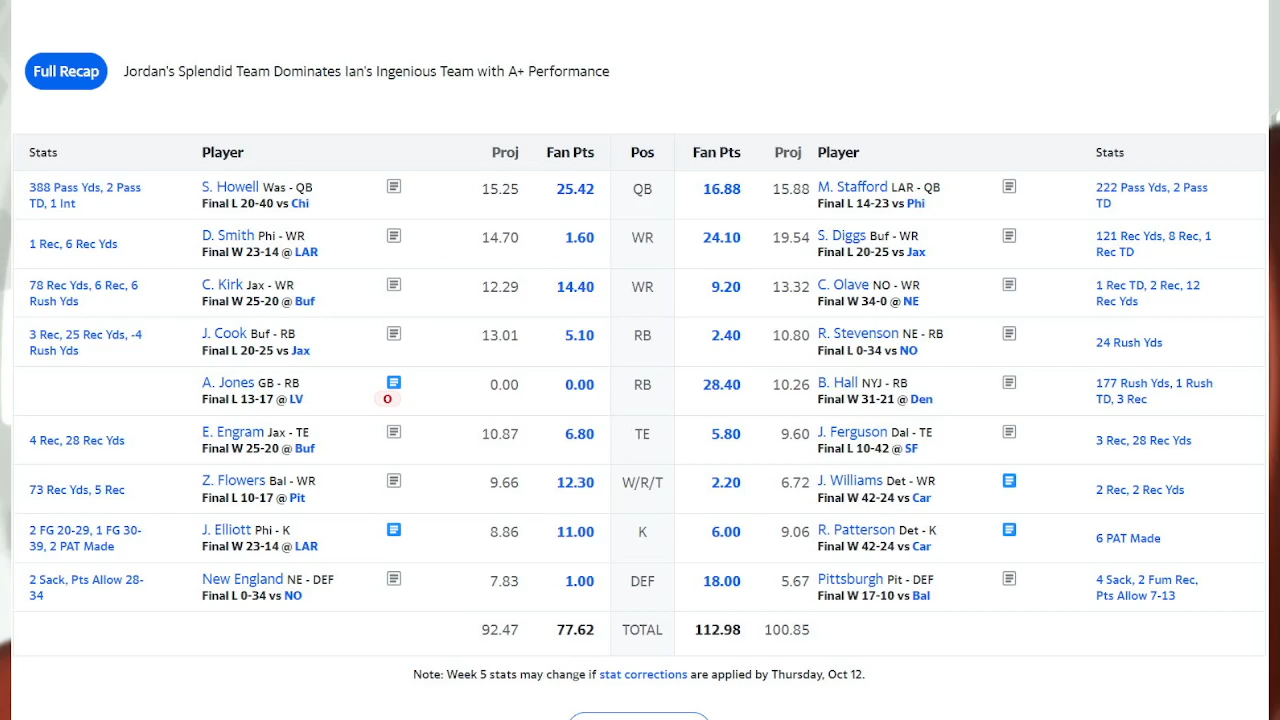 Full Recap Jordan's Splendid Team Dominates Ian's Ingenious Team with A+ Performance
Stats Player Proj Fan Pts Pos Fan Pts Proj Player Stats
388 Pass Yds, 2 Pass TD, 1 Int S. Howell Was - QB Final L 20-40 vs Chi 15.25 25.42 QB 16.88 15.88 M. Stafford LAR - QB Final L 14-23 vs Phi 222 Pass Yds, 2 Pass TD
1 Rec, 6 Rec Yds D. Smith Phi - WR Final W 23-14 @ LAR 14.70 1.60 WR 24.10 19.54 S. Diggs Buf - WR Final L 20-25 vs Jax 121 Rec Yds, 8 Rec, 1 Rec TD
78 Rec Yds, 6 Rec, 6 Rush Yds C. Kirk Jax - WR Final W 25-20 @ Buf 12.29 14.40 WR 9.20 13.32 C. Olave NO - WR Final W 34-0 @ NE 1 Rec TD, 2 Rec, 12 Rec Yds
3 Rec, 25 Rec Yds, -4 Rush Yds J. Cook Buf - RB Final L 20-25 vs Jax 13.01 5.10 RB 2.40 10.80 R. Stevenson NE - RB Final L 0-34 vs NO 24 Rush Yds
A. Jones GB - RB Final L 13-17 @ LV O 0.00 0.00 RB 28.40 10.26 B. Hall NYJ - RB Final W 31-21 @ Den 177 Rush Yds, 1 Rush TD, 3 Rec
4 Rec, 28 Rec Yds E. Engram Jax - TE Final W 25-20 @ Buf 10.87 6.80 TE 5.80 9.60 J. Ferguson Dal - TE Final L 10-42 @ SF 3 Rec, 28 Rec Yds
73 Rec Yds, 5 Rec Z. Flowers Bal - WR Final L 10-17 @ Pit 9.66 12.30 W/R/T 2.20 6.72 J. Williams Det - WR Final W 42-24 vs Car 2 Rec, 2 Rec Yds
2 FG 20-29, 1 FG 30-39, 2 PAT Made J. Elliott Phi - K Final W 23-14 @ LAR 8.86 11.00 K 6.00 9.06 R. Patterson Det - K Final W 42-24 vs Car 6 PAT Made
2 Sack, Pts Allow 28-34 New England NE - DEF Final L 0-34 vs NO 7.83 1.00 DEF 18.00 5.67 Pittsburgh Pit - DEF Final W 17-10 vs Bal 4 Sack, 2 Fum Rec, Pts Allow 7-13
92.47 77.62 TOTAL 112.98 100.85
Note: Week 5 stats may change if stat corrections are applied by Thursday, Oct 12.